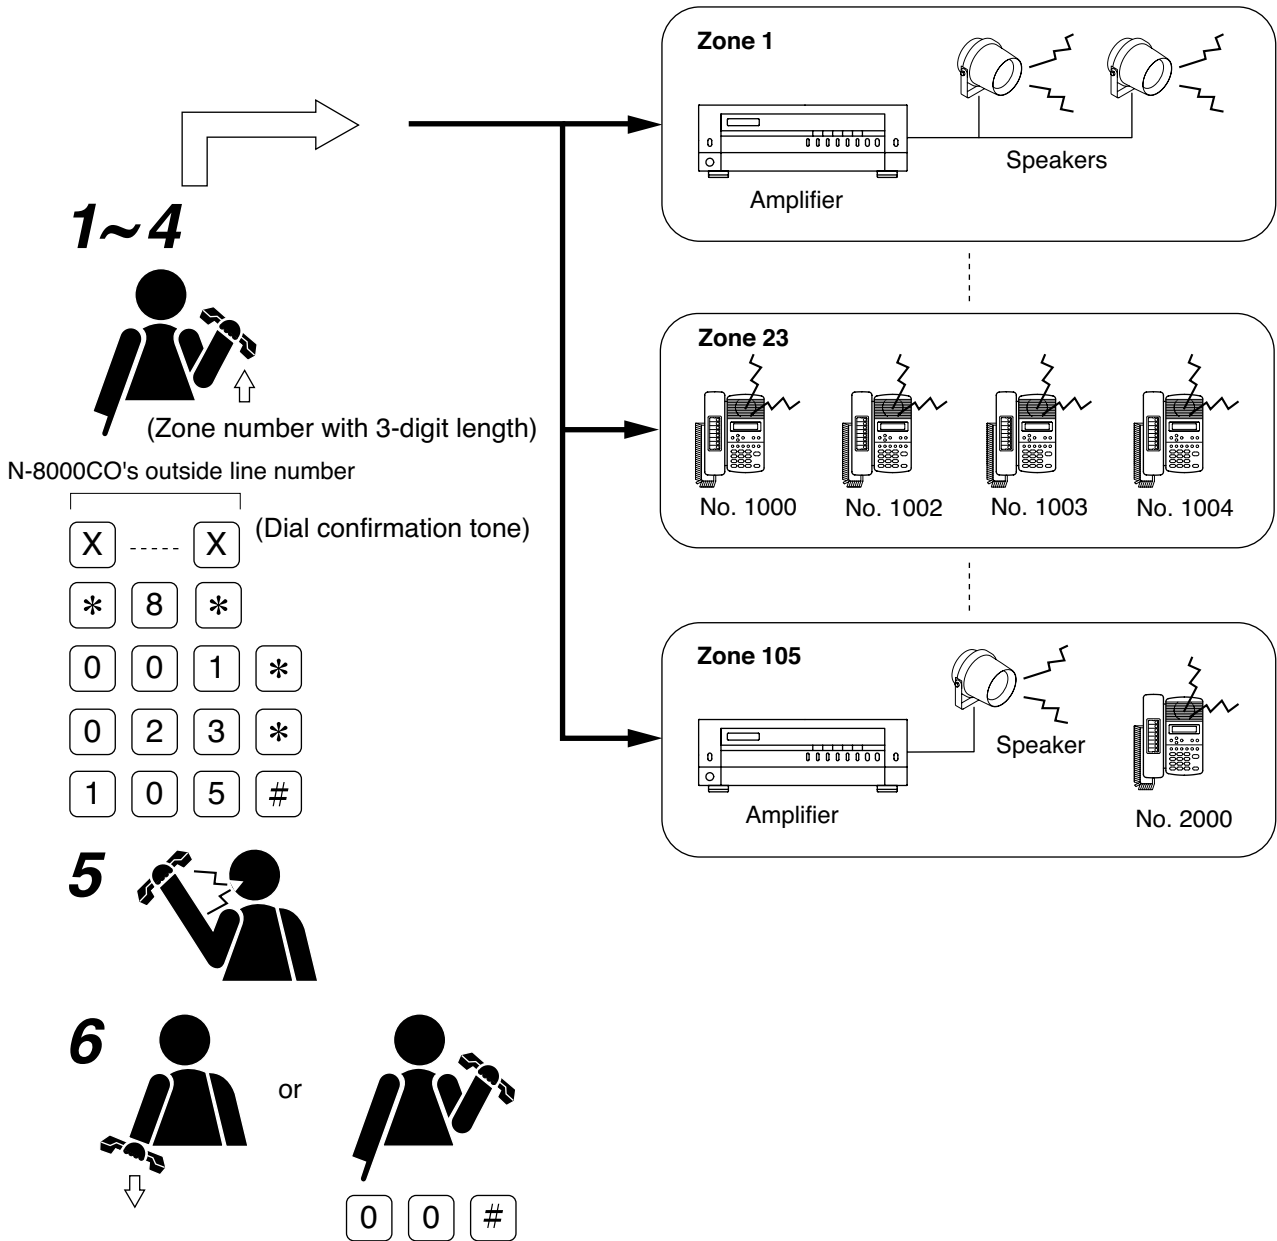 Zone 1
Speakers
Amplifier
1~4
(Zone number with 3-digit length)
N-8000CO's outside line number
X ----- X
(Dial confirmation tone)
* 8 *
0 0 1 *
0 2 3 *
1 0 5 #
Zone 23
No. 1000
No. 1002
No. 1003
No. 1004
Zone 105
Speaker
Amplifier
No. 2000
5
6
or
0 0 #